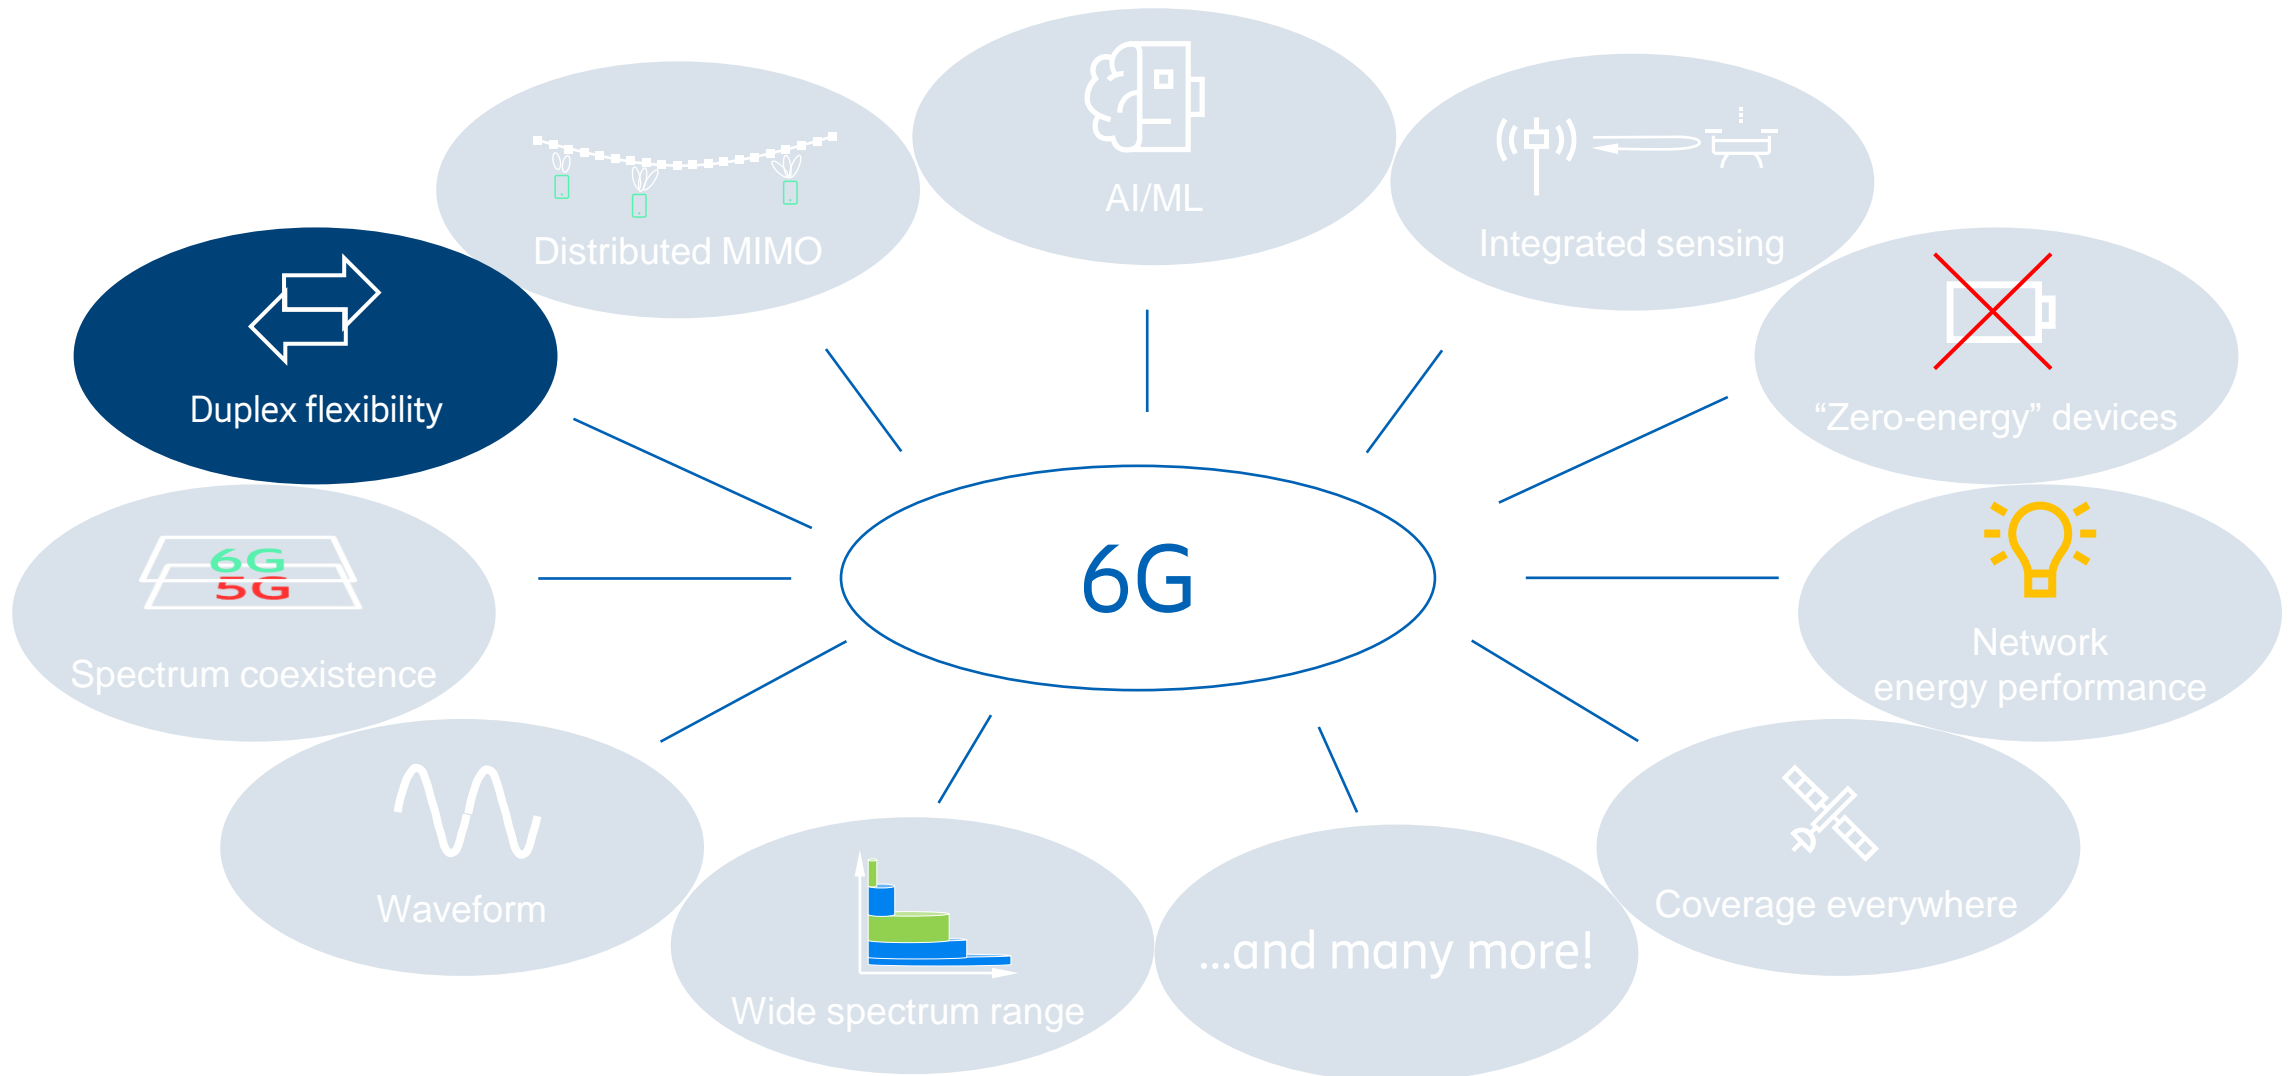 AI/ML
Distributed MIMO
Integrated sensing
Duplex flexibility
“Zero-energy” devices
6G
5G
Spectrum coexistence
6G
Network
energy performance
Waveform
Coverage everywhere
Wide spectrum range
...and many more!